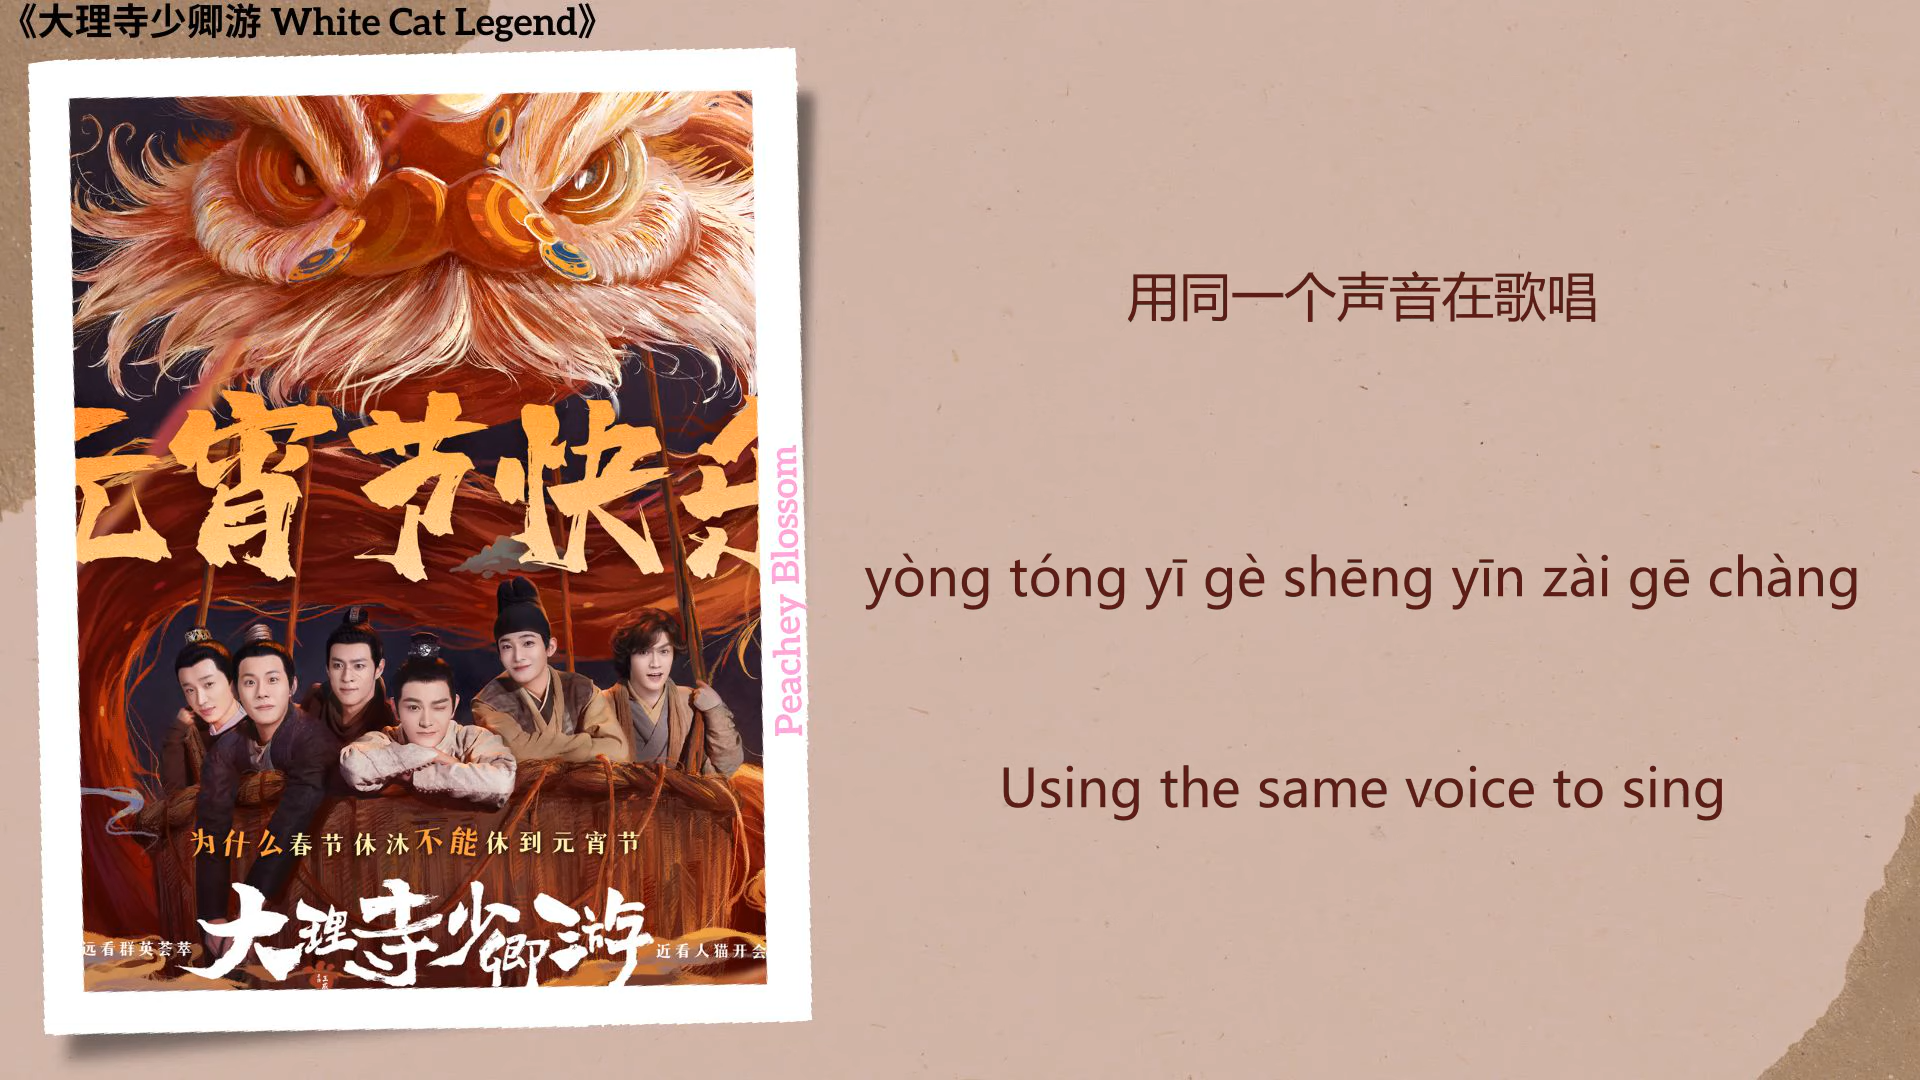 《大理寺少卿游 White Cat Legend》
元宵节快乐
Peachey Blossom
为什么春节休沐不能休到元宵节
远看群英荟萃
大理寺少卿游
近看人猫开会
用同一个声音在歌唱
yòng tóng yī gè shēng yīn zài gē chàng
Using the same voice to sing